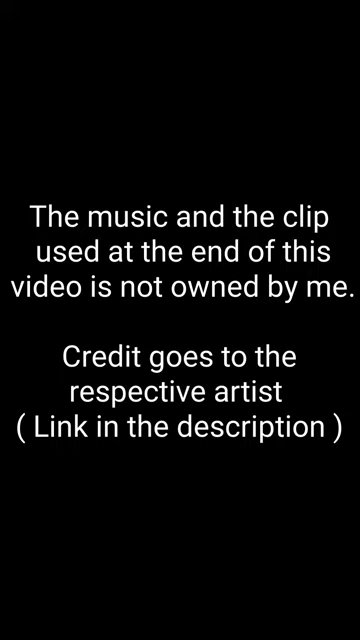 The music and the clip
used at the end of this
video is not owned by me.
Credit goes to the
respective artist
( Link in the description )